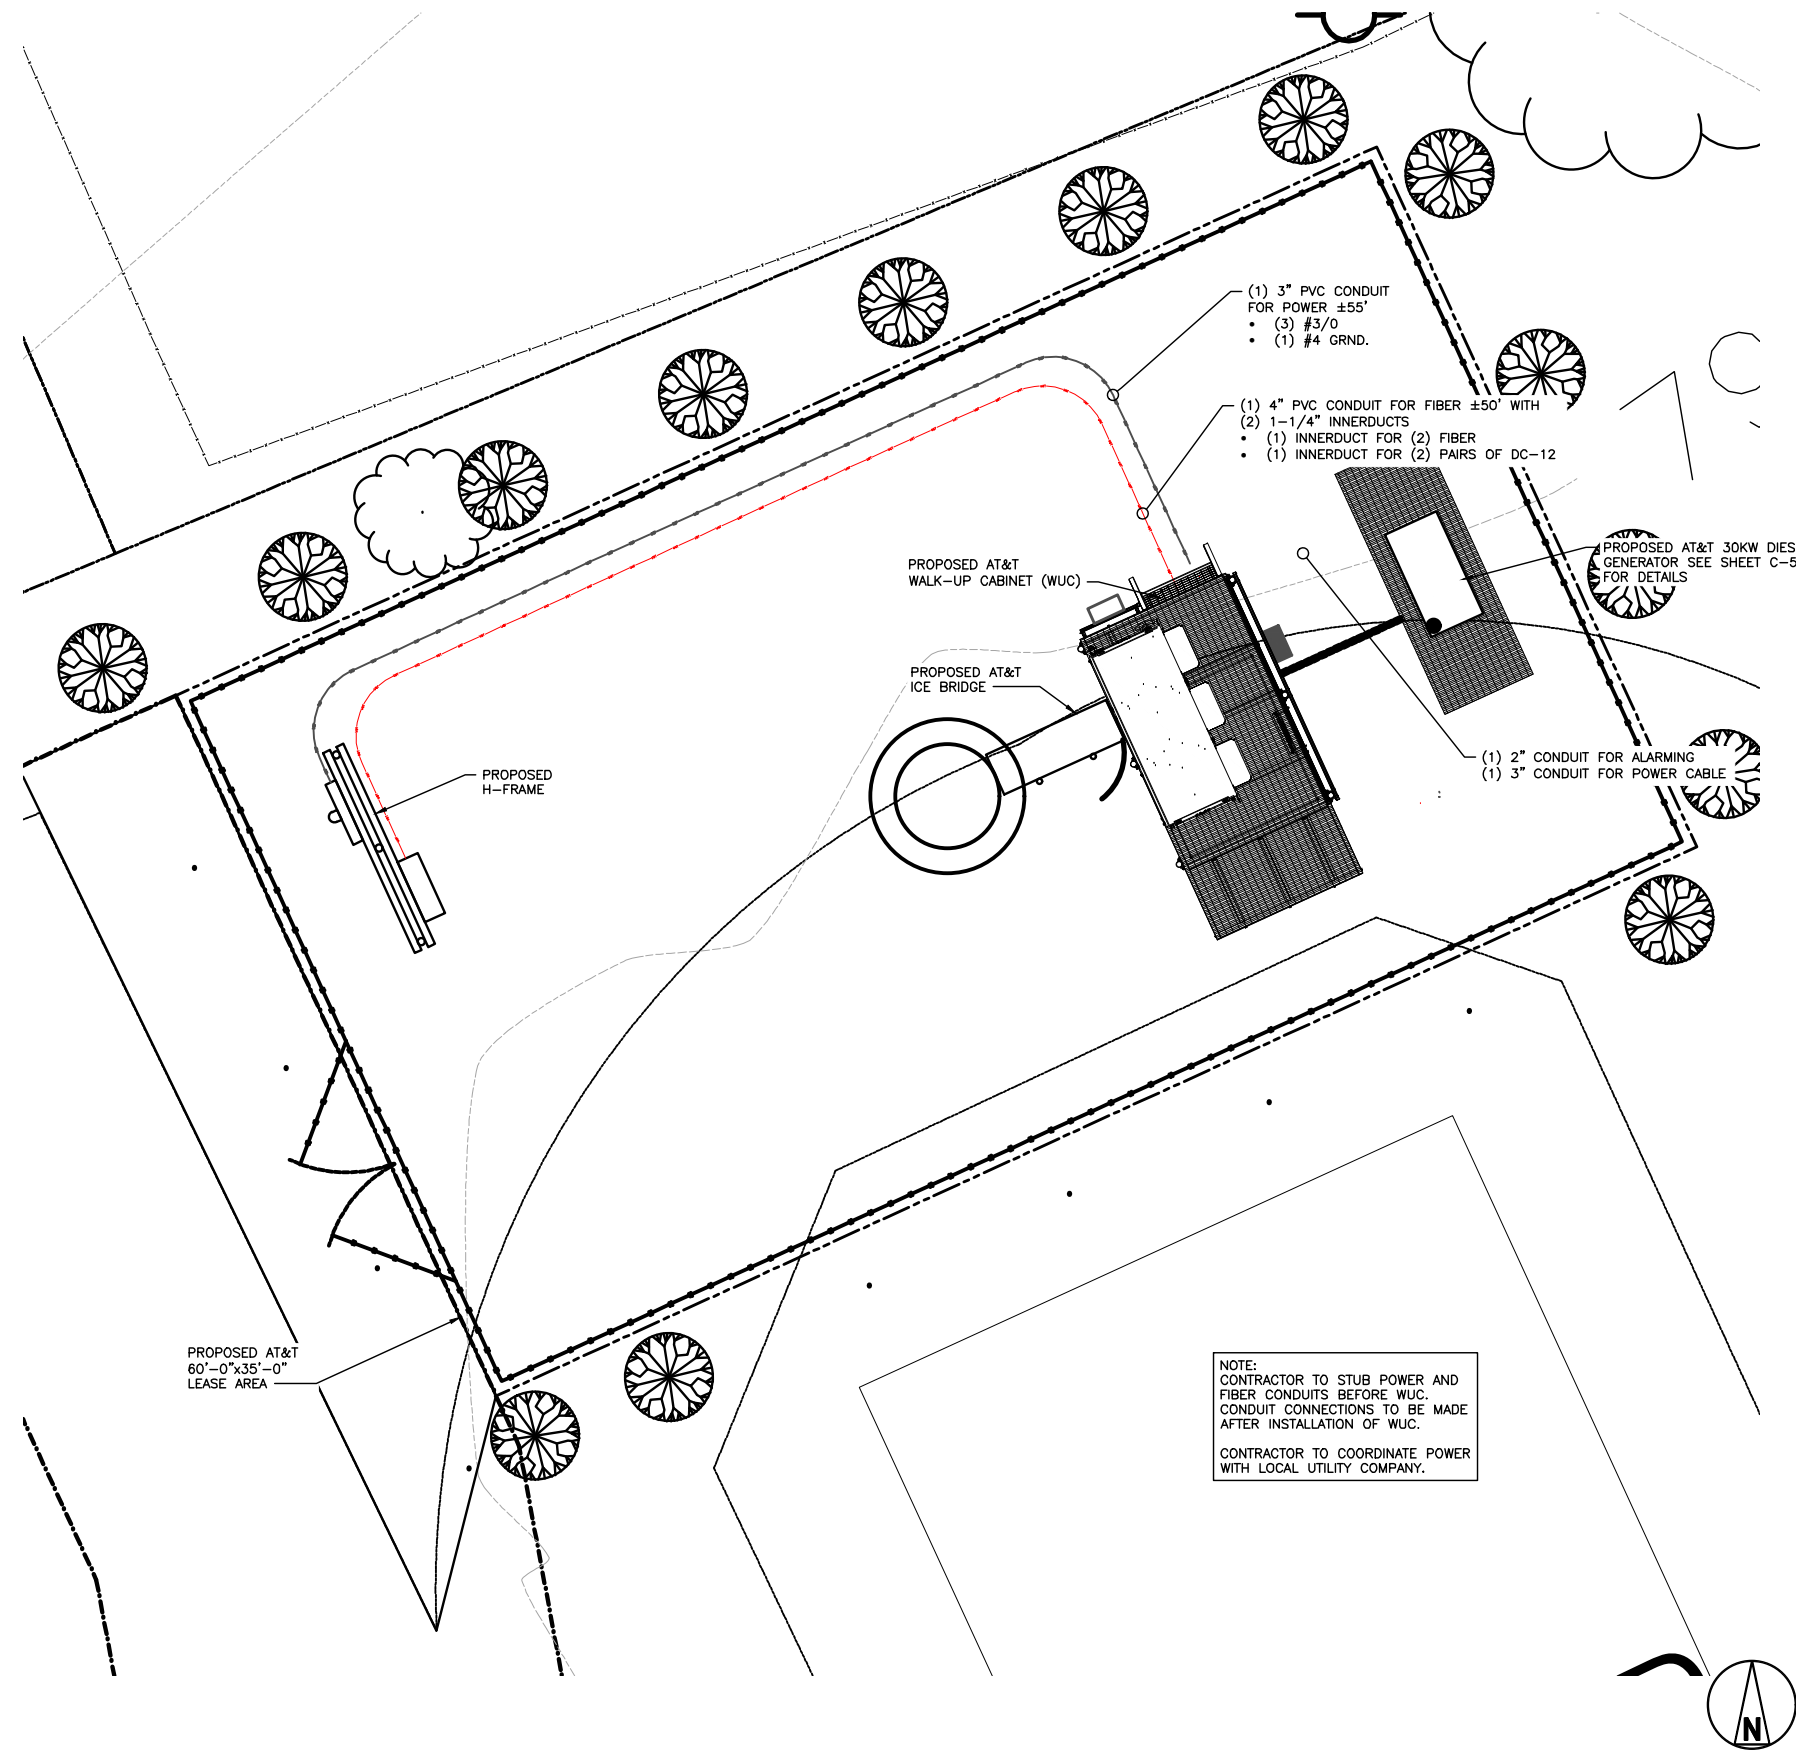 (1) 3" PVC CONDUIT
FOR POWER ±55'
• (3) #3/0
• (1) #4 GRND.
(1) 4" PVC CONDUIT FOR FIBER ±50' WITH
(2) 1-1/4" INNERDUCTS
• (1) INNERDUCT FOR (2) FIBER
• (1) INNERDUCT FOR (2) PAIRS OF DC-12
PROPOSED AT&T
WALK-UP CABINET (WUC)
PROPOSED AT&T 30KW DIES
GENERATOR SEE SHEET C-5
FOR DETAILS
PROPOSED AT&T
ICE BRIDGE
(1) 2" CONDUIT FOR ALARMING
(1) 3" CONDUIT FOR POWER CABLE
PROPOSED
H-FRAME
PROPOSED AT&T
60'-0"x35'-0"
LEASE AREA
NOTE:
CONTRACTOR TO STUB POWER AND
FIBER CONDUITS BEFORE WUC.
CONDUIT CONNECTIONS TO BE MADE
AFTER INSTALLATION OF WUC.
CONTRACTOR TO COORDINATE POWER
WITH LOCAL UTILITY COMPANY.
N